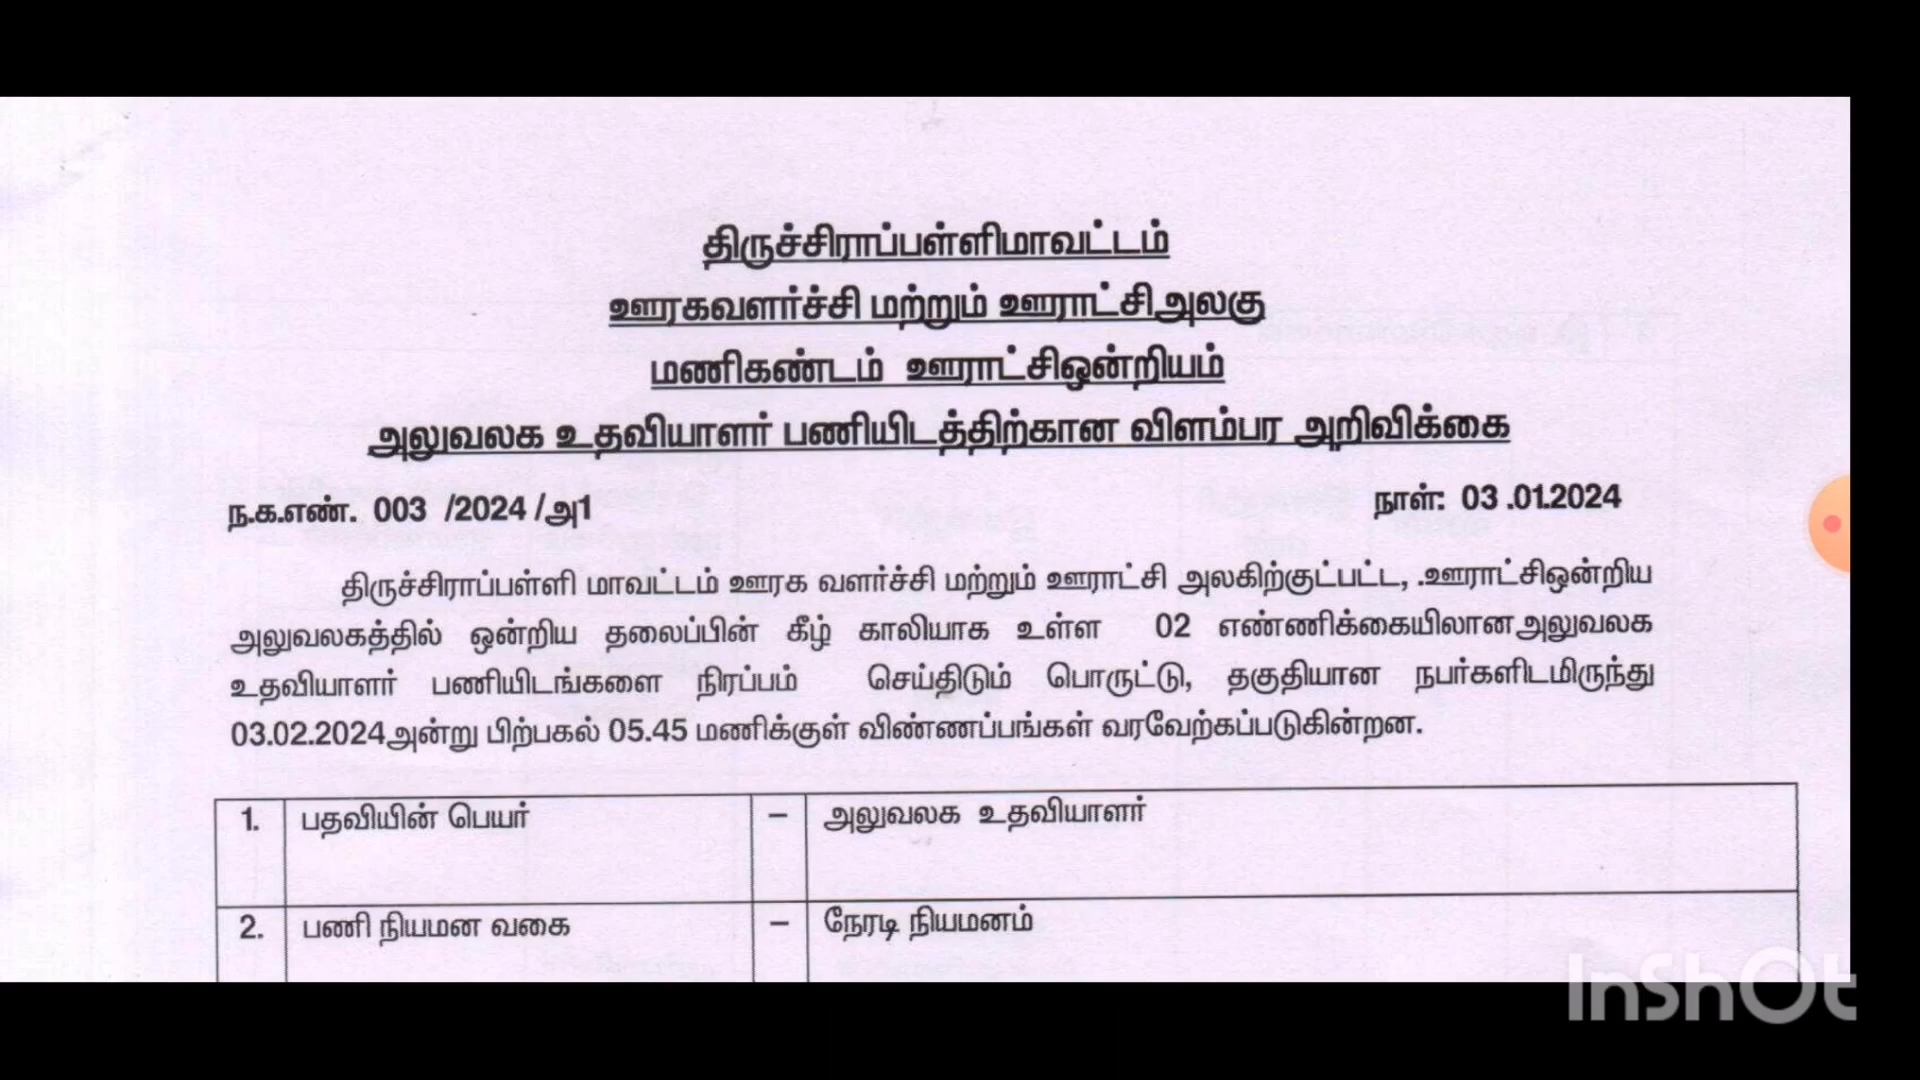 திருச்சிராப்பள்ளிமாவட்டம்
ஊரகவளர்ச்சி மற்றும் ஊராட்சிஅலகு
மணிகண்டம் ஊராட்சிஒன்றியம்
அலுவலக உதவியாளர் பணியிடத்திற்கான விளம்பர அறிவிக்கை
ந.க.எண். 003 /2024 /அ1 நாள்: 03 .01.2024
திருச்சிராப்பள்ளி மாவட்டம் ஊரக வளர்ச்சி மற்றும் ஊராட்சி அலகிற்குட்பட்ட, .ஊராட்சிஒன்றிய
அலுவலகத்தில் ஒன்றிய தலைப்பின் கீழ் காலியாக உள்ள 02 எண்ணிக்கையிலானஅலுவலக
உதவியாளர் பணியிடங்களை நிரப்பம் செய்திடும் பொருட்டு, தகுதியான நபர்களிடமிருந்து
03.02.2024அன்று பிற்பகல் 05.45 மணிக்குள் விண்ணப்பங்கள் வரவேற்கப்படுகின்றன.
1. பதவியின் பெயர் – அலுவலக உதவியாளர்
2. பணி நியமன வகை – நேரடி நியமனம்
InShOt